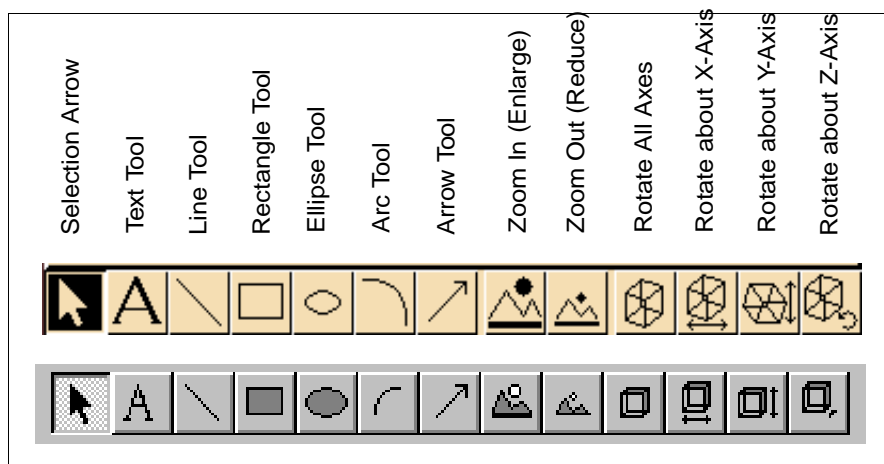 Selection Arrow
Text Tool
Line Tool
Rectangle Tool
Ellipse Tool
Arc Tool
Arrow Tool
Zoom In (Enlarge)
Zoom Out (Reduce)
Rotate All Axes
Rotate about X-Axis
Rotate about Y-Axis
Rotate about Z-Axis
A
A